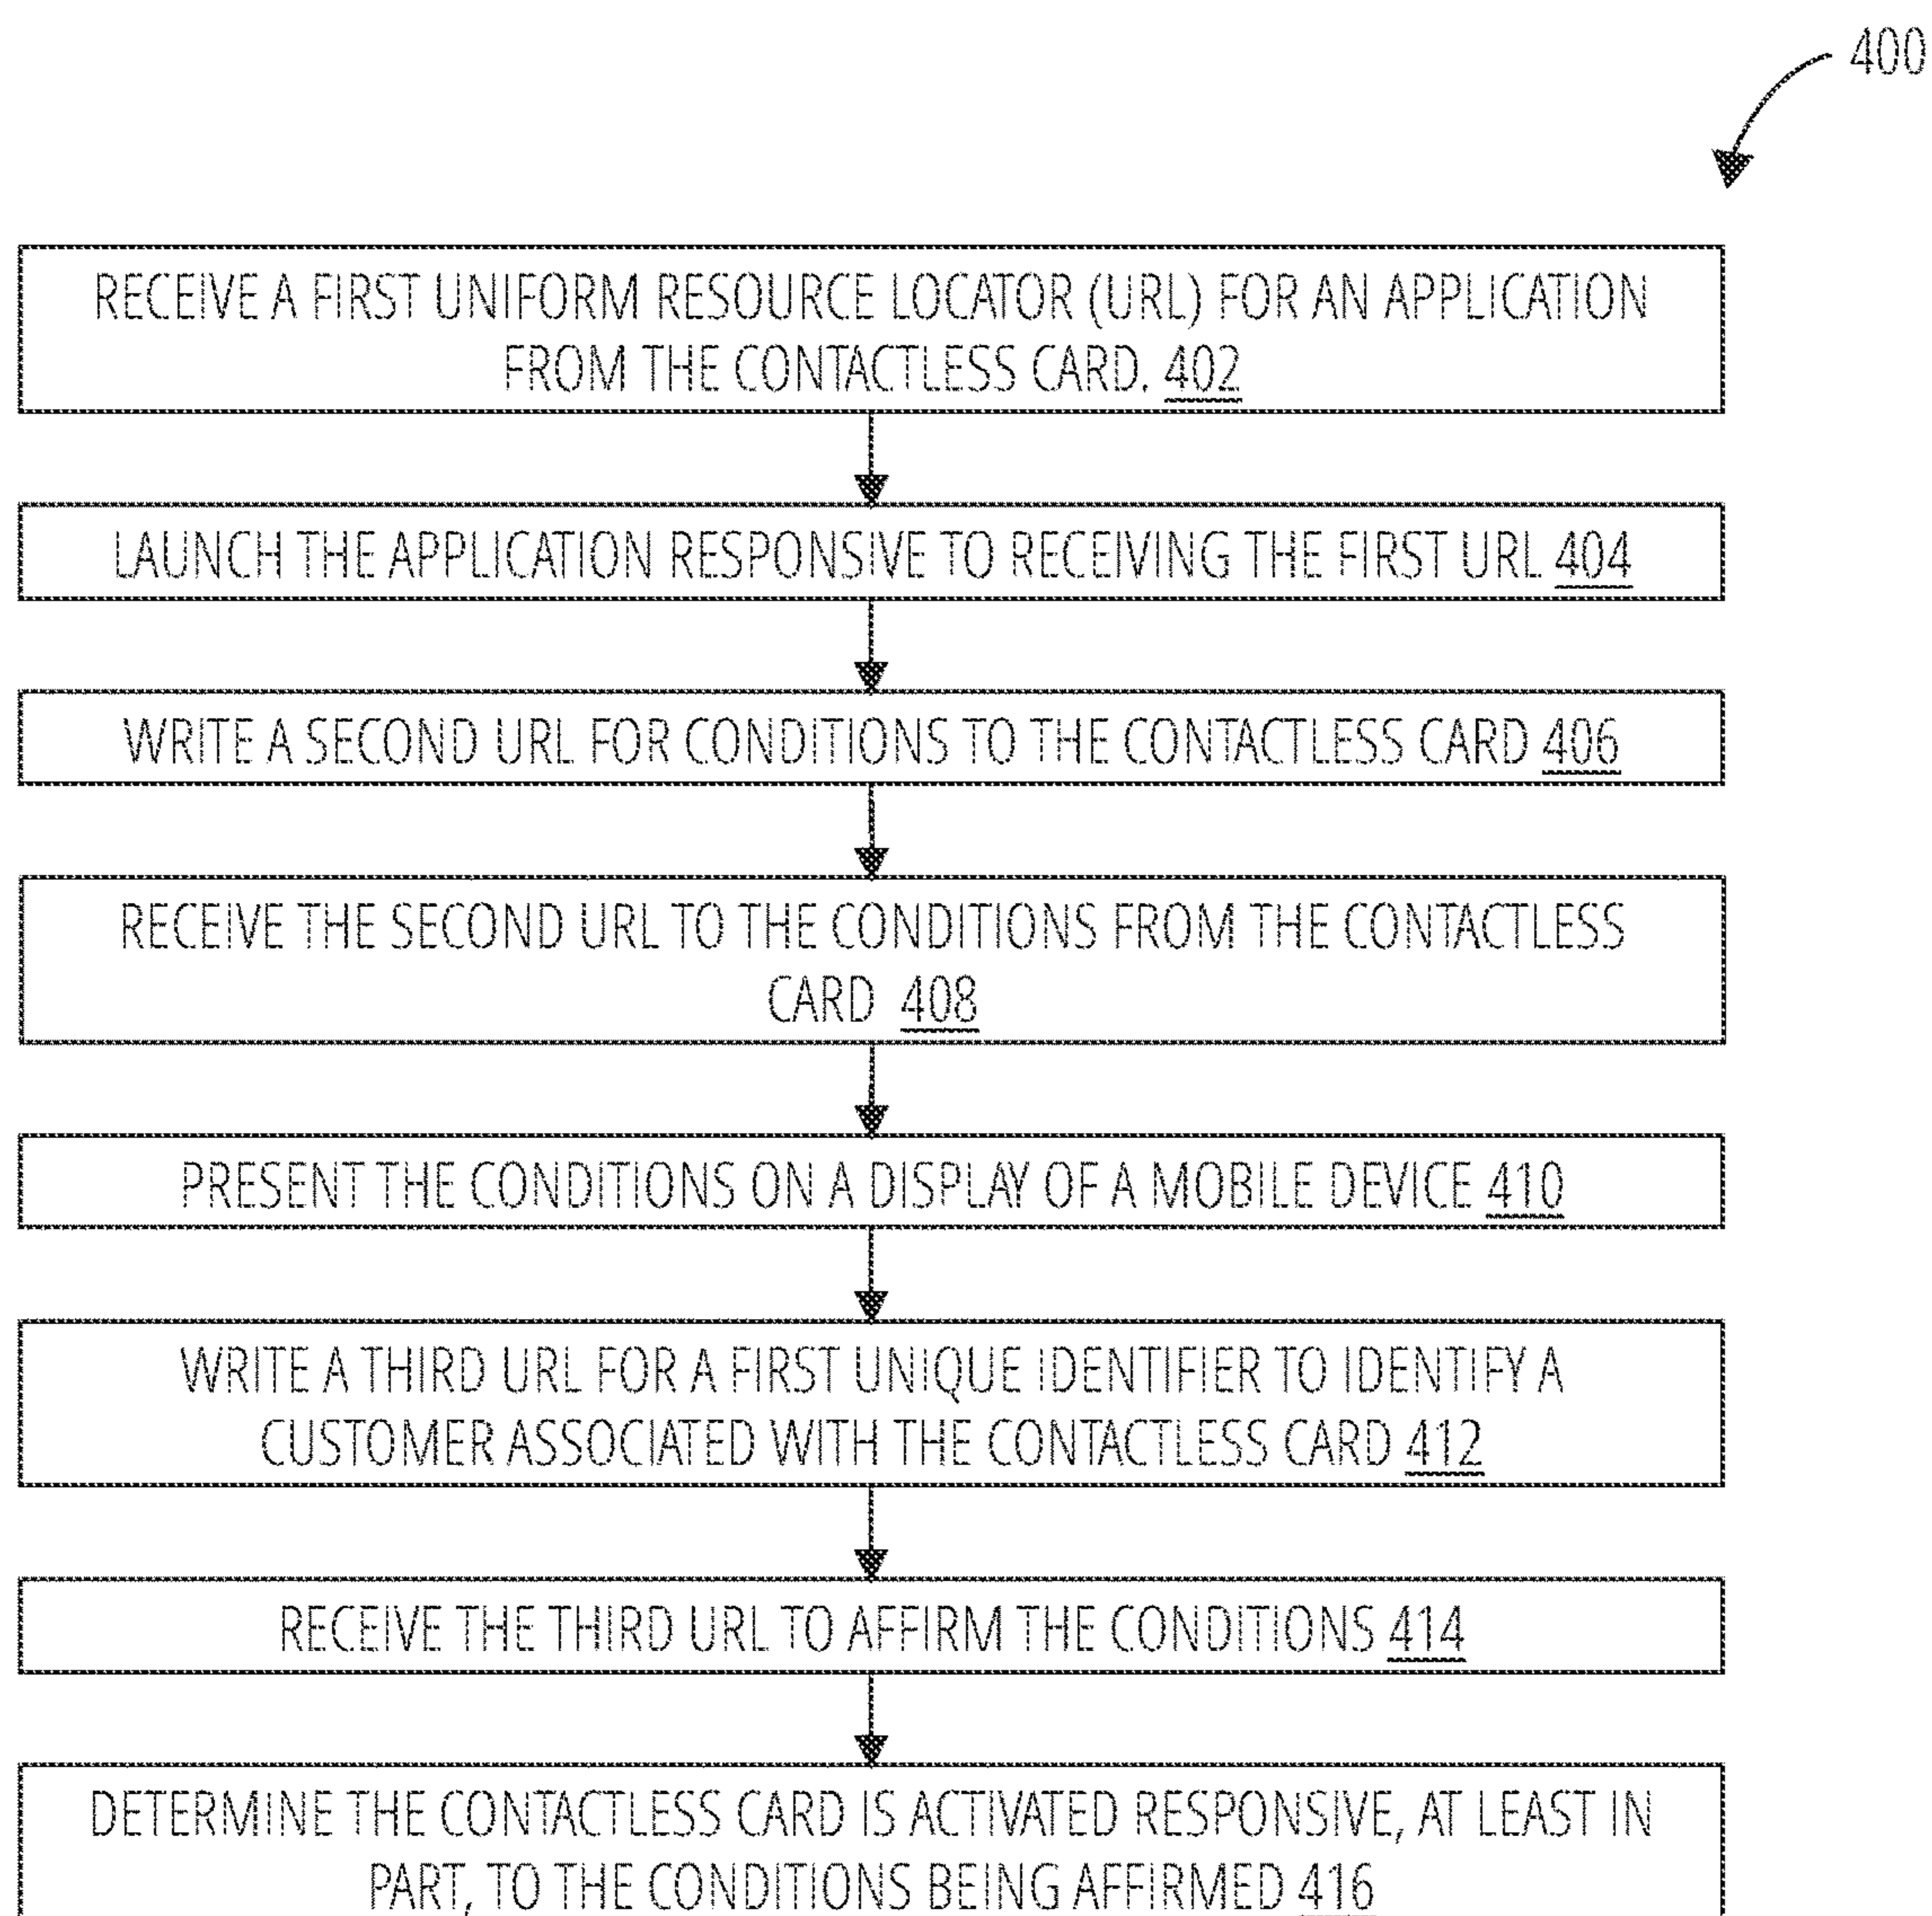 400
RECEIVE A FIRST UNIFORM RESOURCE LOCATOR (URL) FOR AN APPLICATION
FROM THE CONTACTLESS CARD. 402
LAUNCH THE APPLICATION RESPONSIVE TO RECEIVING THE FIRST URL 404
WRITE A SECOND URL FOR CONDITIONS TO THE CONTACTLESS CARD 406
RECEIVE THE SECOND URL TO THE CONDITIONS FROM THE CONTACTLESS
CARD 408
PRESENT THE CONDITIONS ON A DISPLAY OF A MOBILE DEVICE 410
WRITE A THIRD URL FOR A FIRST UNIQUE IDENTIFIER TO IDENTIFY A
CUSTOMER ASSOCIATED WITH THE CONTACTLESS CARD 412
RECEIVE THE THIRD URL TO AFFIRM THE CONDITIONS 414
DETERMINE THE CONTACTLESS CARD IS ACTIVATED RESPONSIVE, AT LEAST IN
PART, TO THE CONDITIONS BEING AFFIRMED 416